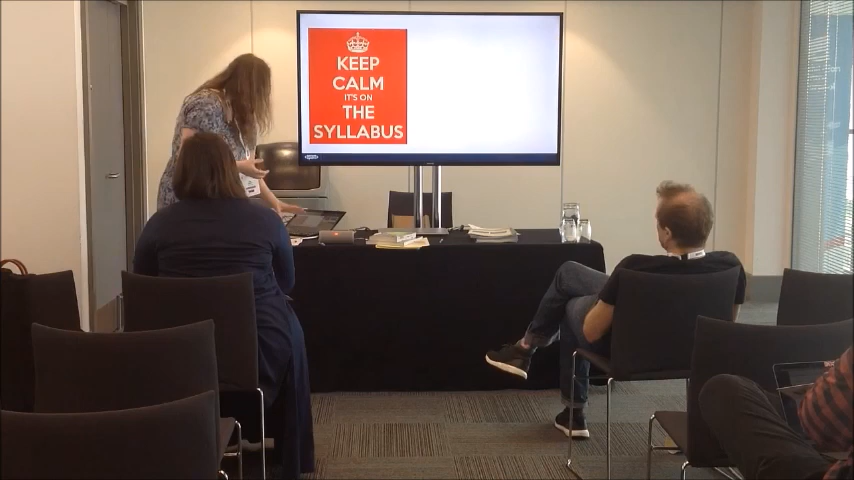 KEEP
CALM
IT'S ON
THE
SYLLABUS